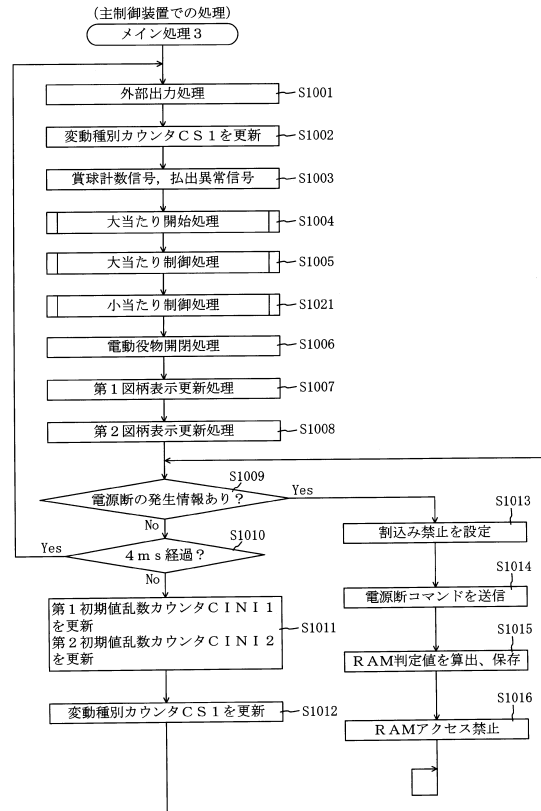 (主制御装置での処理)
メイン処理３
外部出力処理
S1001
変動種別カウンタＣＳ１を更新
S1002
賞球計数信号，払出異常信号
S1003
大当たり開始処理
S1004
大当たり制御処理
S1005
小当たり制御処理
S1021
電動役物開閉処理
S1006
第１図柄表示更新処理
S1007
第２図柄表示更新処理
S1008
S1009
電源断の発生情報あり？
Yes
No
S1010
４ｍｓ経過？
Yes
No
第１初期値乱数カウンタＣＩＮＩ１
を更新
第２初期値乱数カウンタＣＩＮＩ２
を更新
S1011
変動種別カウンタＣＳ１を更新
S1012
S1013
割込み禁止を設定
S1014
電源断コマンドを送信
S1015
ＲＡＭ判定値を算出、保存
S1016
ＲＡＭアクセス禁止